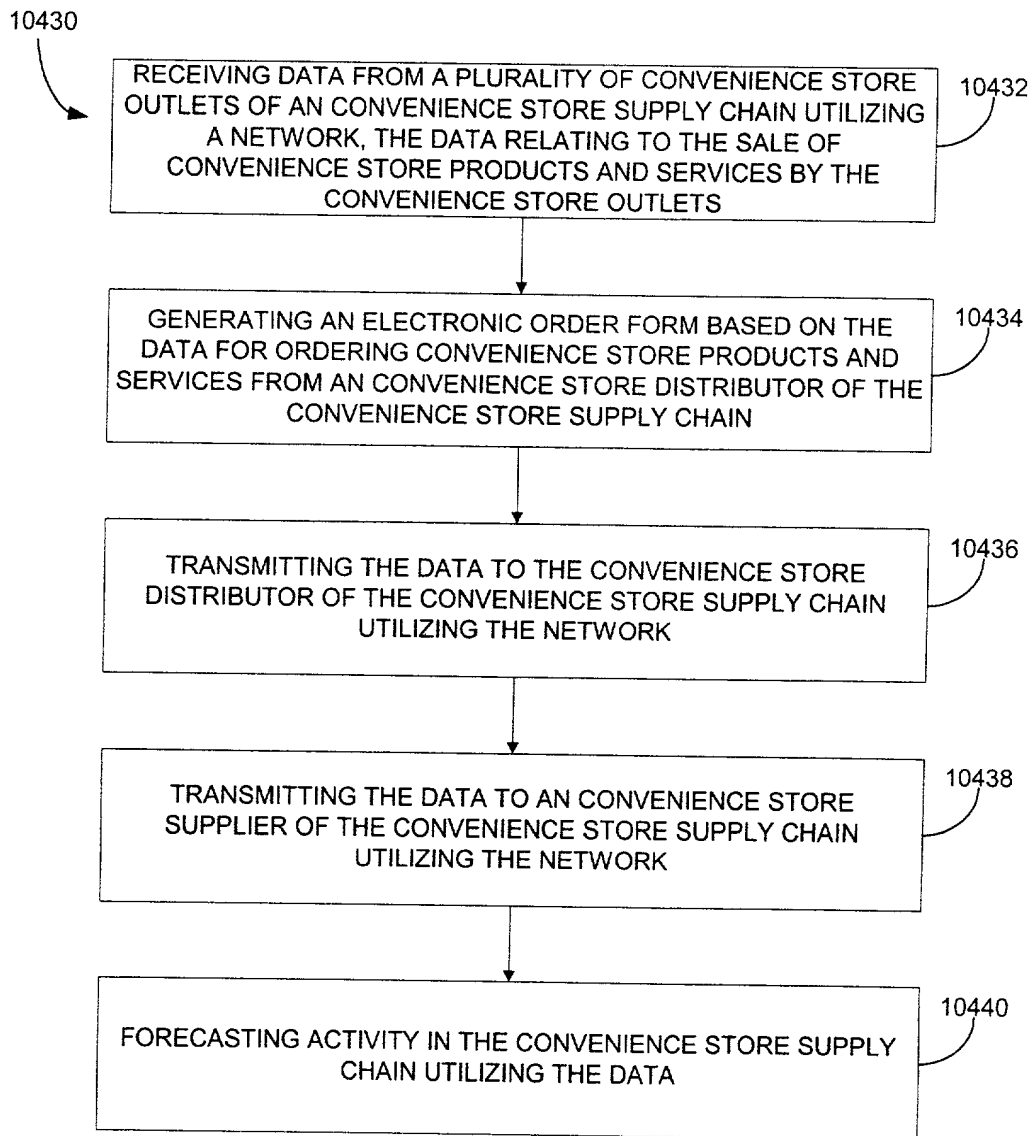 10430
RECEIVING DATA FROM A PLURALITY OF CONVENIENCE STORE
OUTLETS OF AN CONVENIENCE STORE SUPPLY CHAIN UTILIZING
A NETWORK, THE DATA RELATING TO THE SALE OF
CONVENIENCE STORE PRODUCTS AND SERVICES BY THE
CONVENIENCE STORE OUTLETS
10432
GENERATING AN ELECTRONIC ORDER FORM BASED ON THE
DATA FOR ORDERING CONVENIENCE STORE PRODUCTS AND
SERVICES FROM AN CONVENIENCE STORE DISTRIBUTOR OF THE
CONVENIENCE STORE SUPPLY CHAIN
10434
TRANSMITTING THE DATA TO THE CONVENIENCE STORE
DISTRIBUTOR OF THE CONVENIENCE STORE SUPPLY CHAIN
UTILIZING THE NETWORK
10436
TRANSMITTING THE DATA TO AN CONVENIENCE STORE
SUPPLIER OF THE CONVENIENCE STORE SUPPLY CHAIN
UTILIZING THE NETWORK
10438
FORECASTING ACTIVITY IN THE CONVENIENCE STORE SUPPLY
CHAIN UTILIZING THE DATA
10440